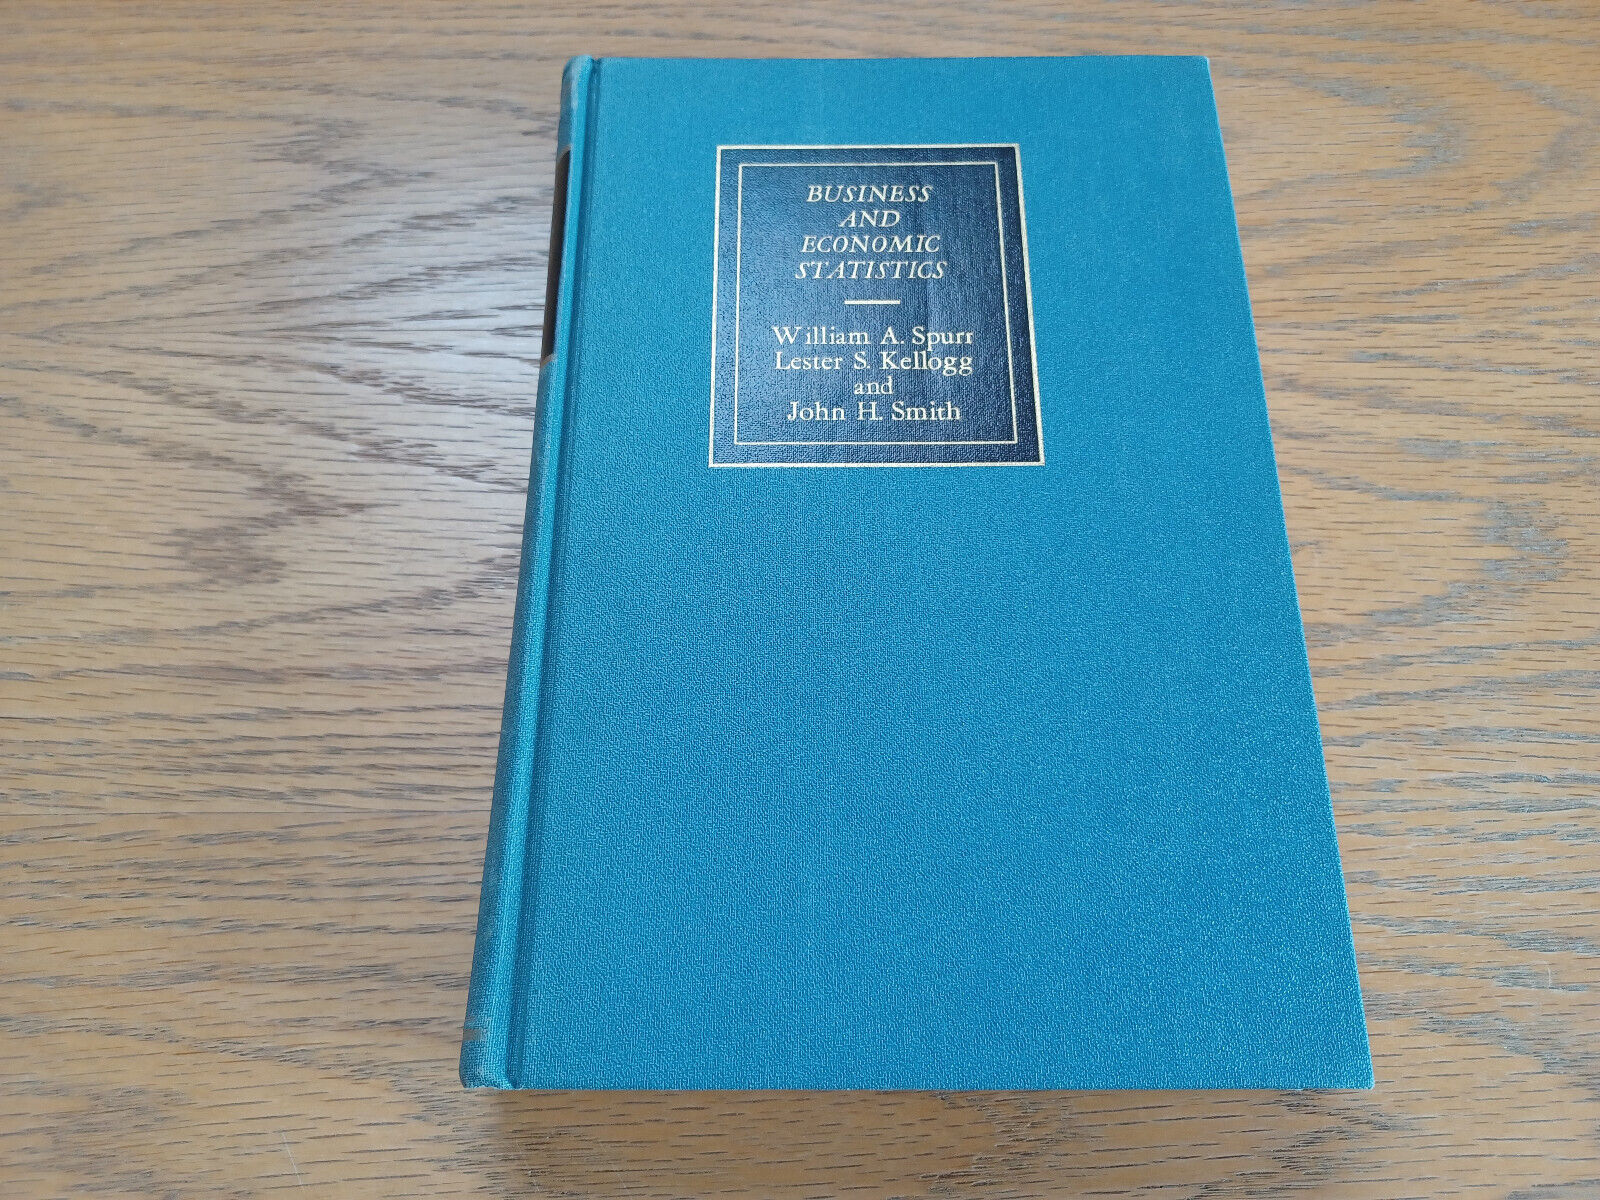 BUSINESS
AND
ECONOMIC
STATISTICS
William A. Spurr
Lester S. Kellogg
and
John H. Smith